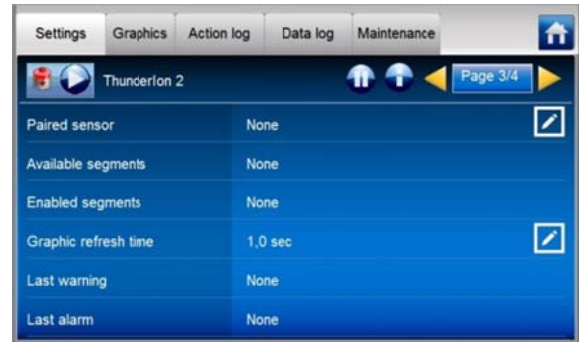 Settings Graphics Action log Data log Maintenance
ThunderIon 2 Page 3/4
Paired sensor None
Available segments None
Enabled segments None
Graphic refresh time 1,0 sec
Last warning None
Last alarm None